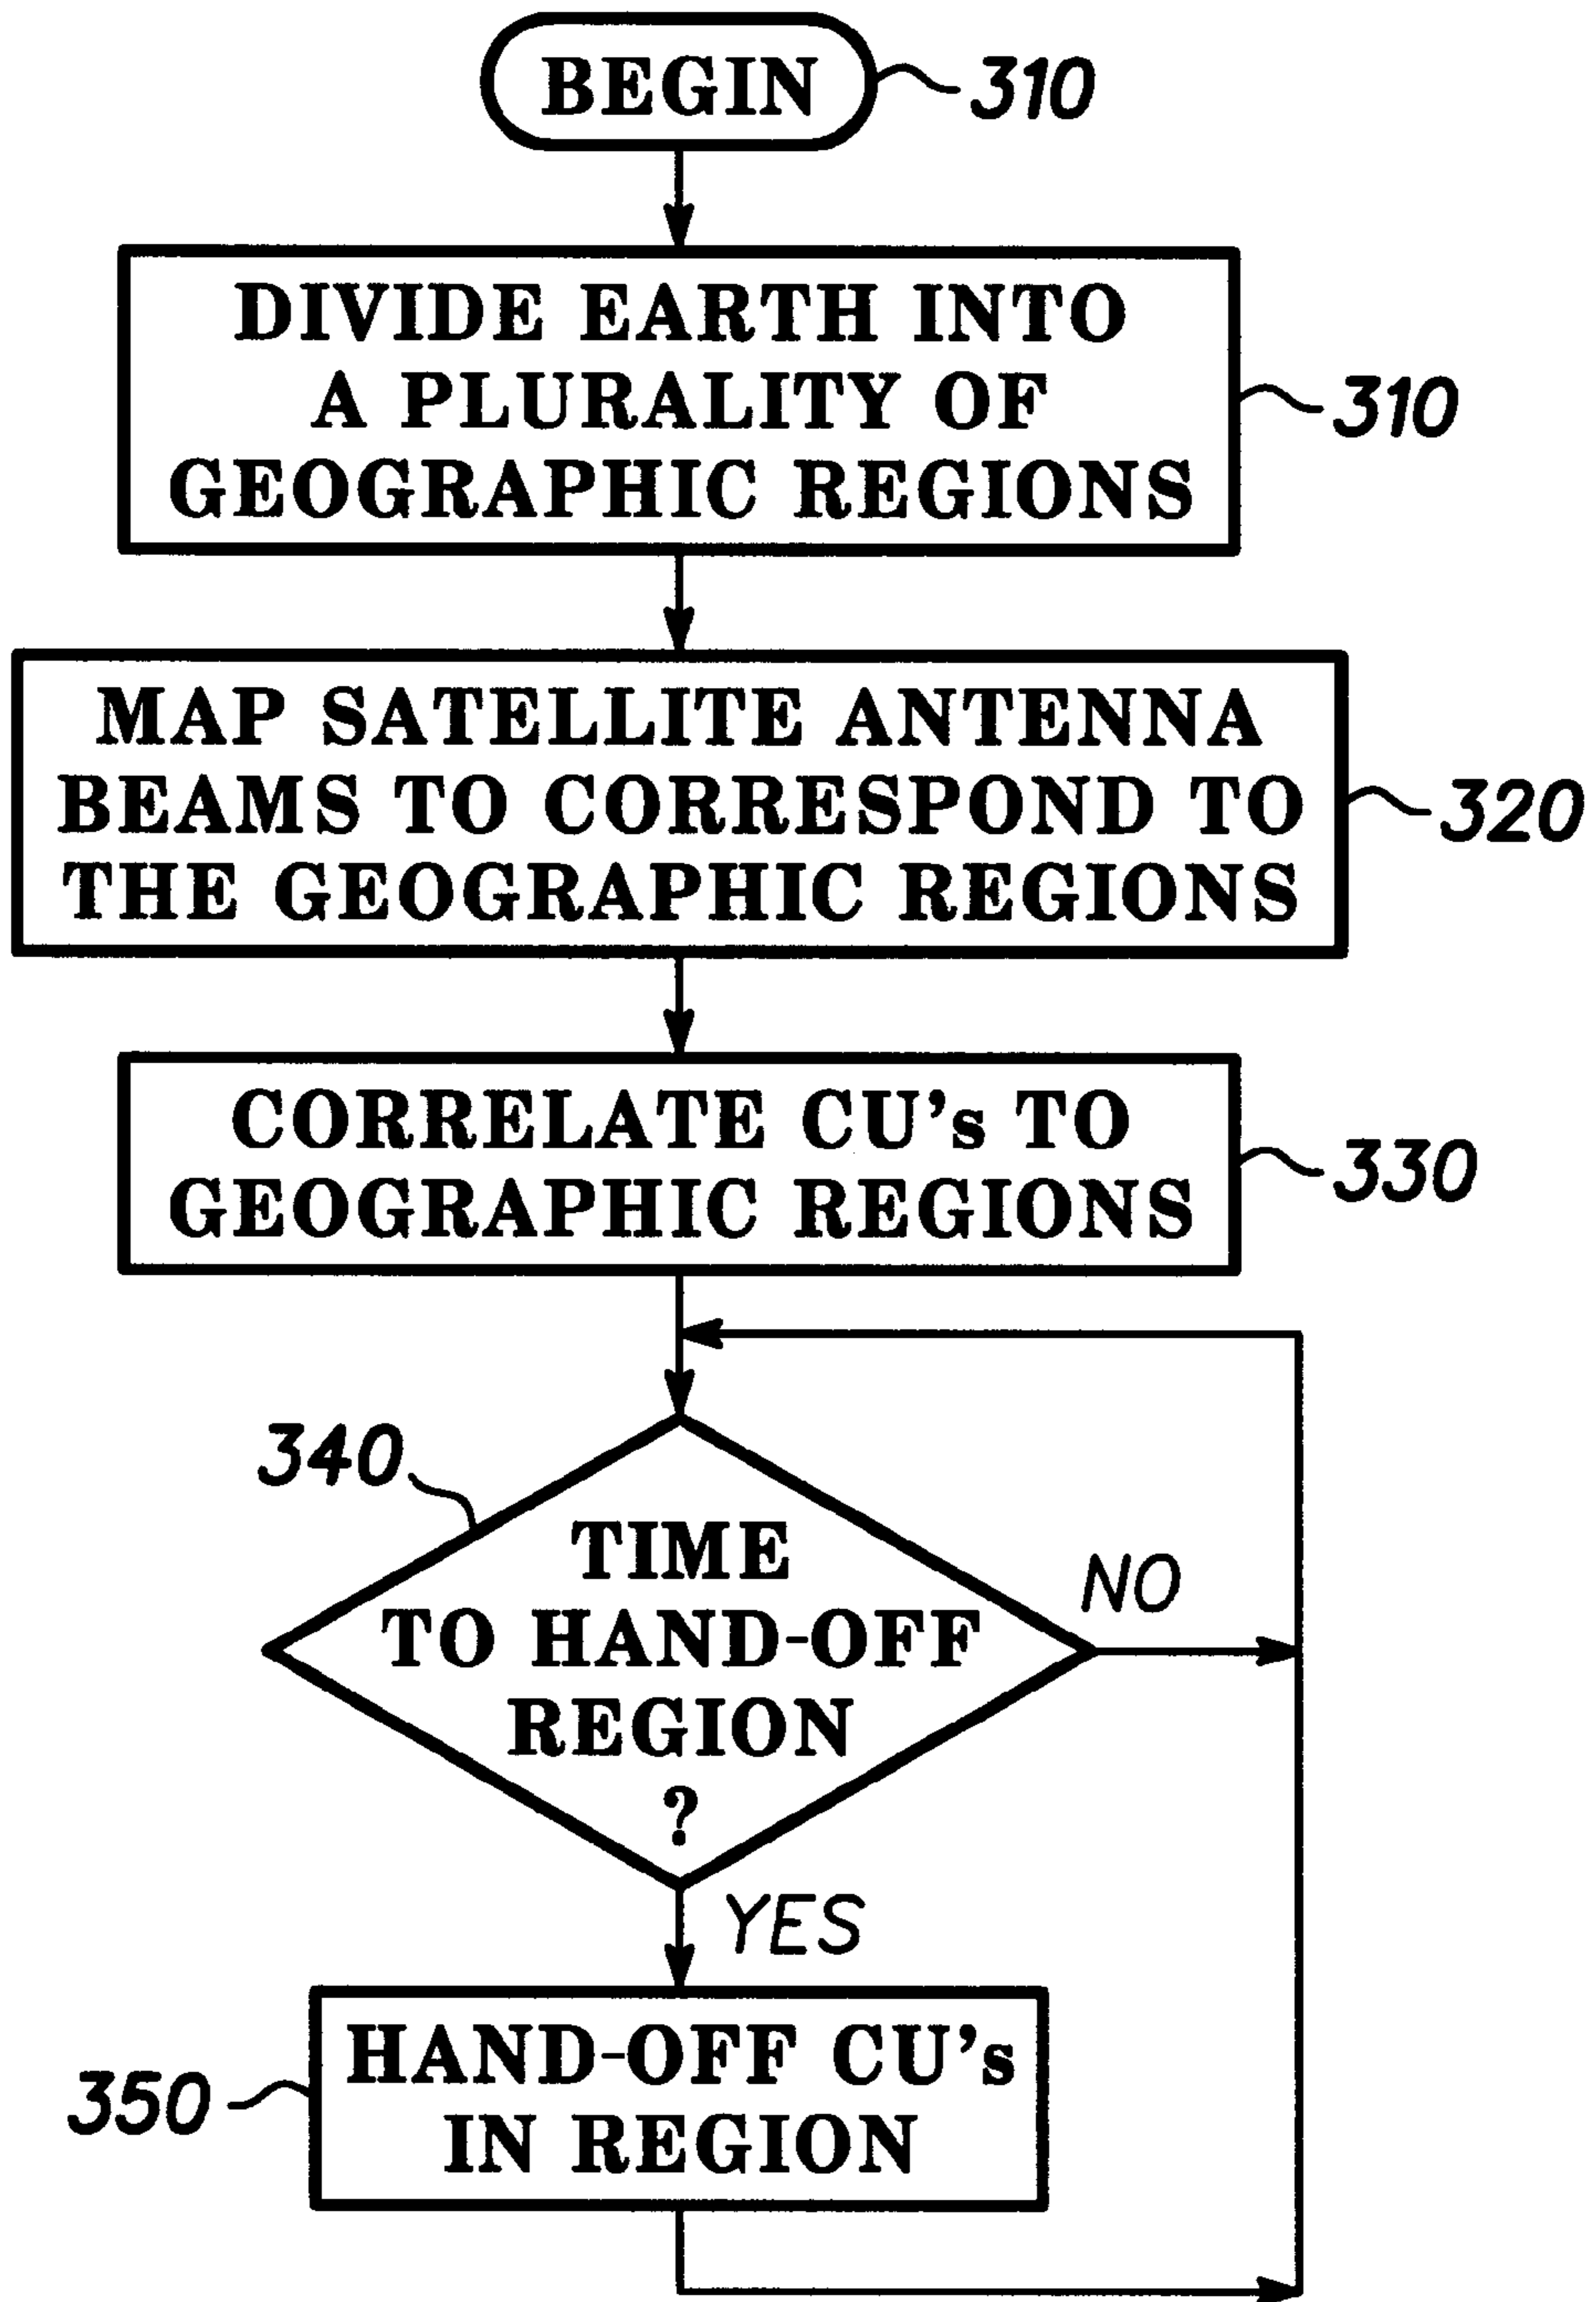 BEGIN
310
DIVIDE EARTH INTO
A PLURALITY OF
GEOGRAPHIC REGIONS
310
MAP SATELLITE ANTENNA
BEAMS TO CORRESPOND TO
THE GEOGRAPHIC REGIONS
320
CORRELATE CU's TO
GEOGRAPHIC REGIONS
330
340
TIME
TO HAND-OFF
REGION
?
NO
YES
HAND-OFF CU's
IN REGION
350